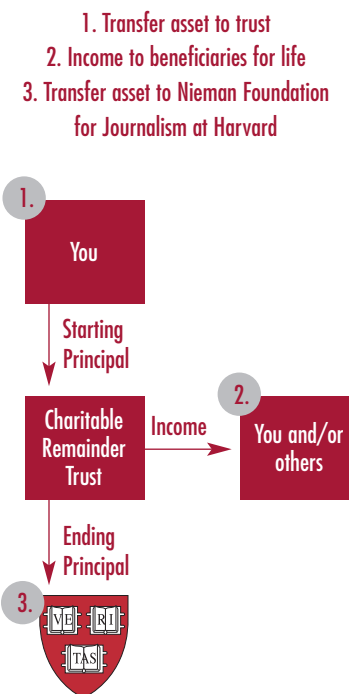 1. Transfer asset to trust
2. Income to beneficiaries for life
3. Transfer asset to Nieman Foundation
for Journalism at Harvard
1.
You
Starting
Principal
2.
Charitable
Remainder
Trust
Income
You and/or
others
Ending
Principal
3.
VE RI
TAS